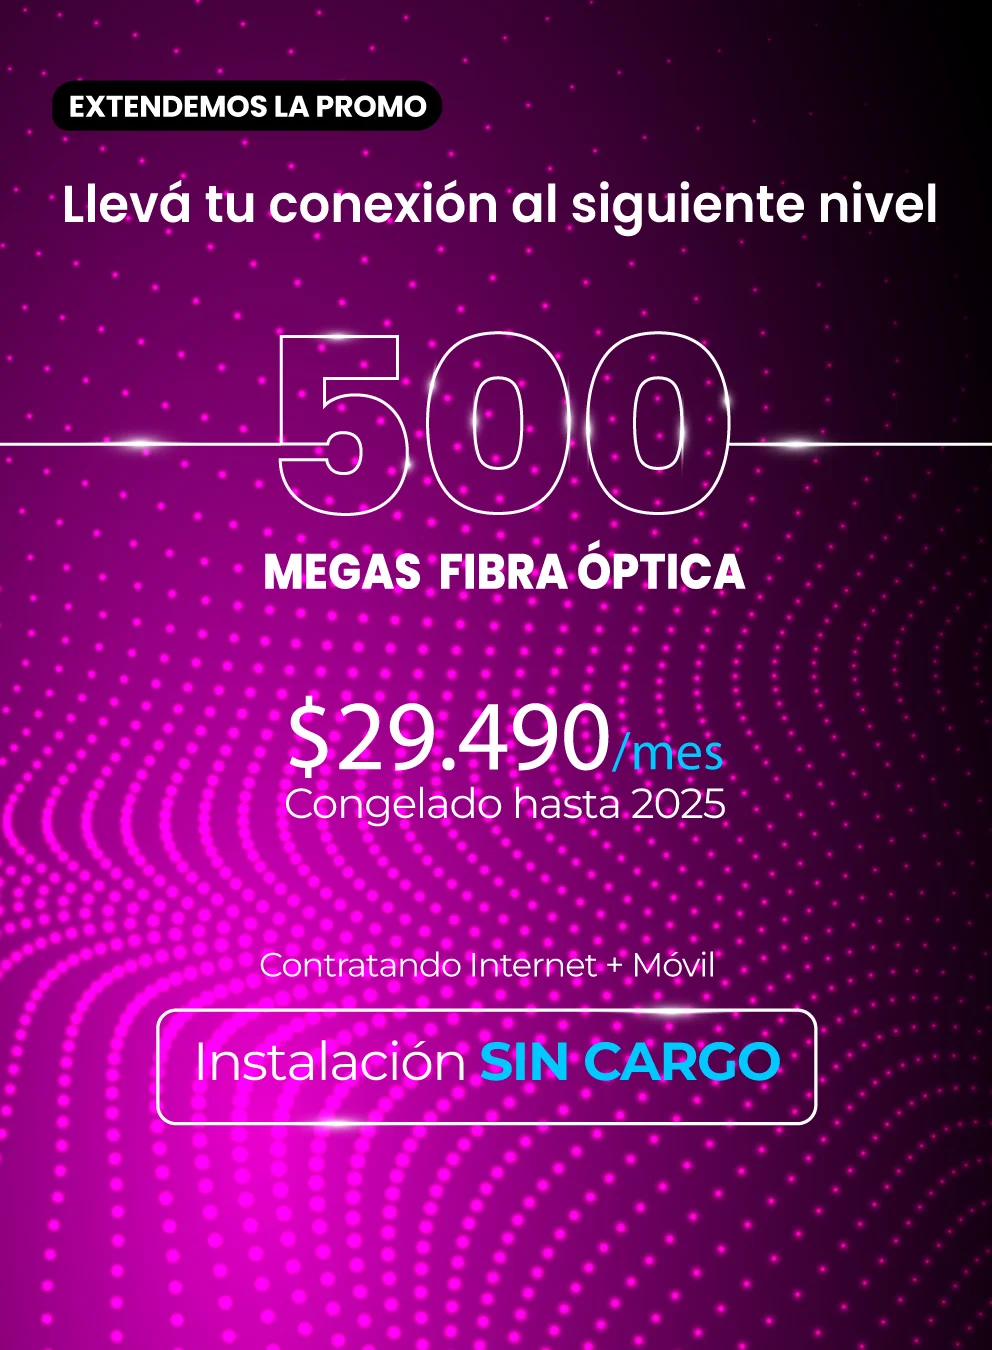 EXTENDEMOS LA PROMO
Llevá tu conexión al siguiente nivel
500
MEGAS FIBRA ÓPTICA
$29.490/mes
Congelado hasta 2025
Contratando Internet + Móvil
Instalación SIN CARGO